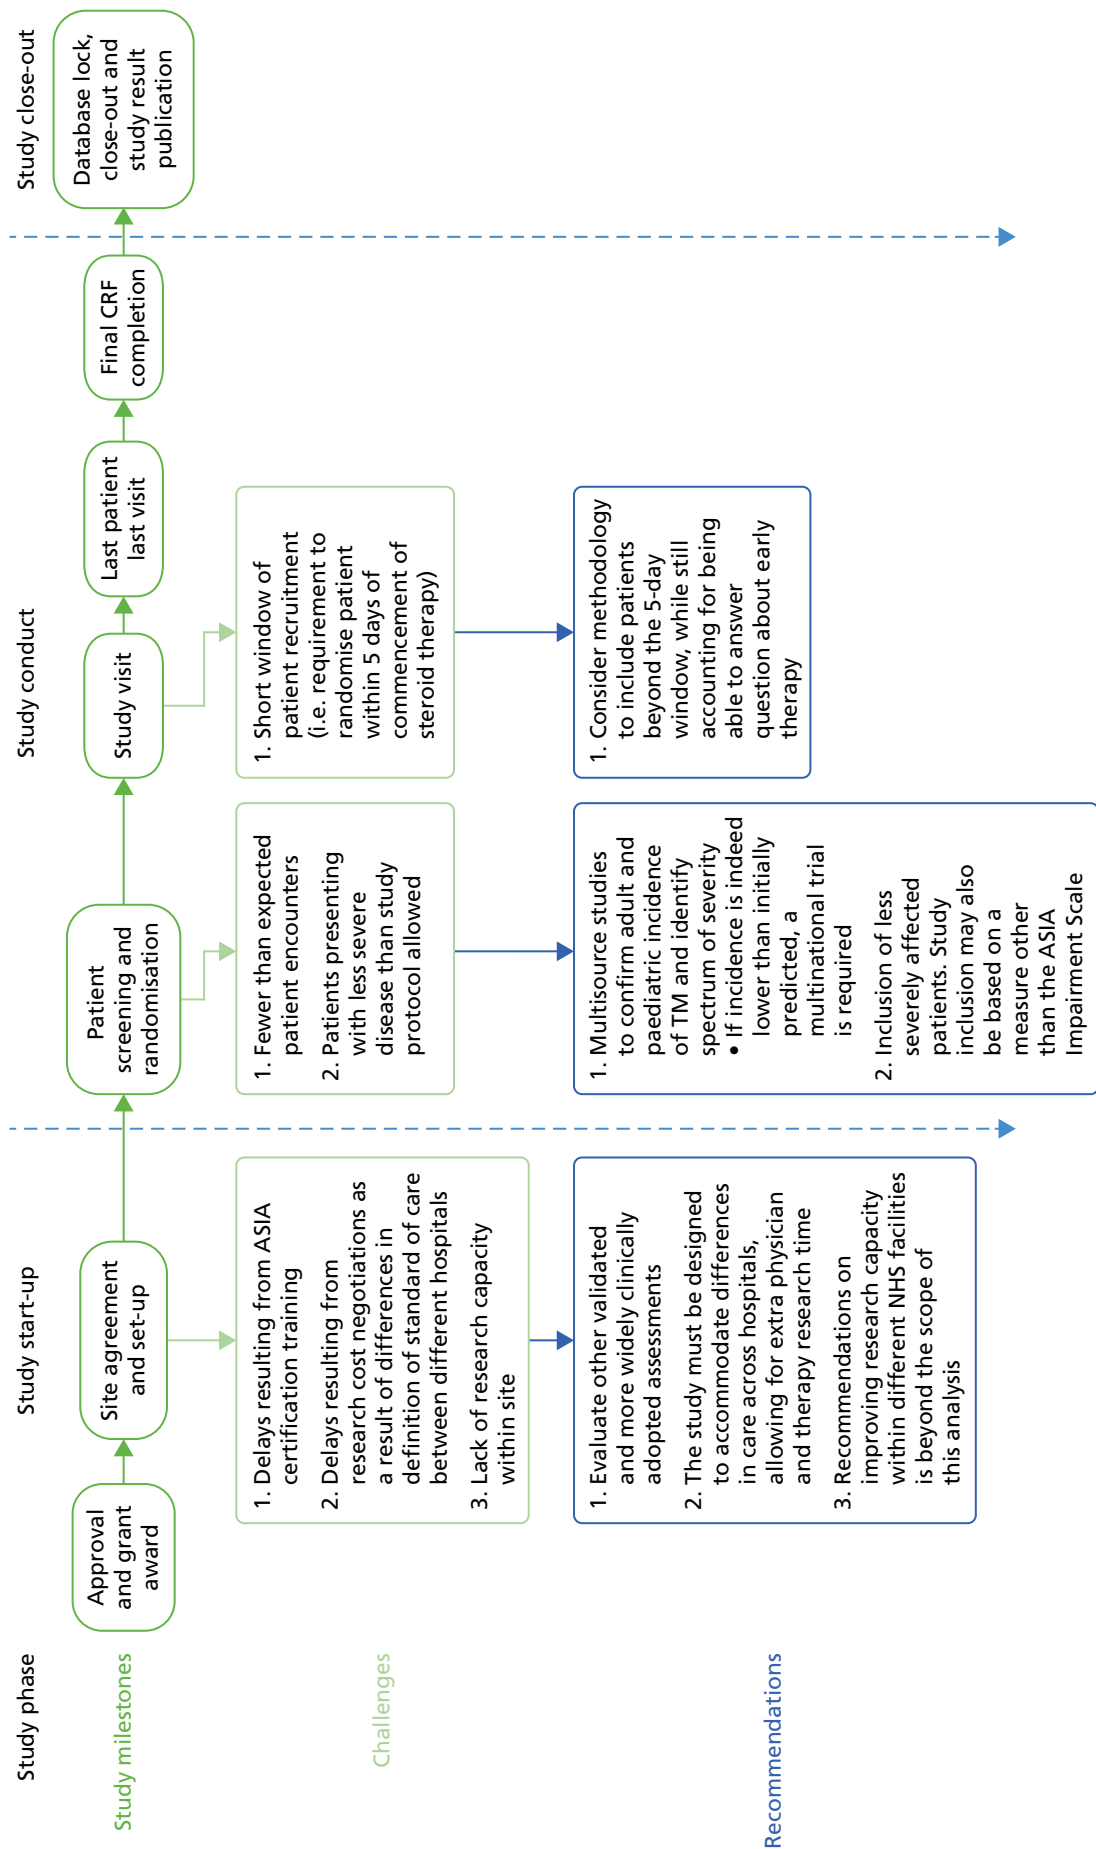 Study phase
Study start-up
Study conduct
Study close-out
Study milestones
Approval
and grant
award
Site agreement
and set-up
Patient
screening and
randomisation
Study visit
Last patient
last visit
Final CRF
completion
Database lock,
close-out and
study result
publication
Challenges
1. Delays resulting from ASIA
certification training
2. Delays resulting from
research cost negotiations as
a result of differences in
definition of standard of care
between different hospitals
3. Lack of research capacity
within site
1. Fewer than expected
patient encounters
2. Patients presenting
with less severe
disease than study
protocol allowed
1. Short window of
patient recruitment
(i.e. requirement to
randomise patient
within 5 days of
commencement of
steroid therapy)
Recommendations
1. Evaluate other validated
and more widely clinically
adopted assessments
2. The study must be designed
to accommodate differences
in care across hospitals,
allowing for extra physician
and therapy research time
3. Recommendations on
improving research capacity
within different NHS facilities
is beyond the scope of
this analysis
1. Multisource studies
to confirm adult and
paediatric incidence
of TM and identify
spectrum of severity
• If incidence is indeed
lower than initially
predicted, a
multinational trial
is required
2. Inclusion of less
severely affected
patients. Study
inclusion may also
be based on a
measure other
than the ASIA
Impairment Scale
1. Consider methodology
to include patients
beyond the 5-day
window, while still
accounting for being
able to answer
question about early
therapy